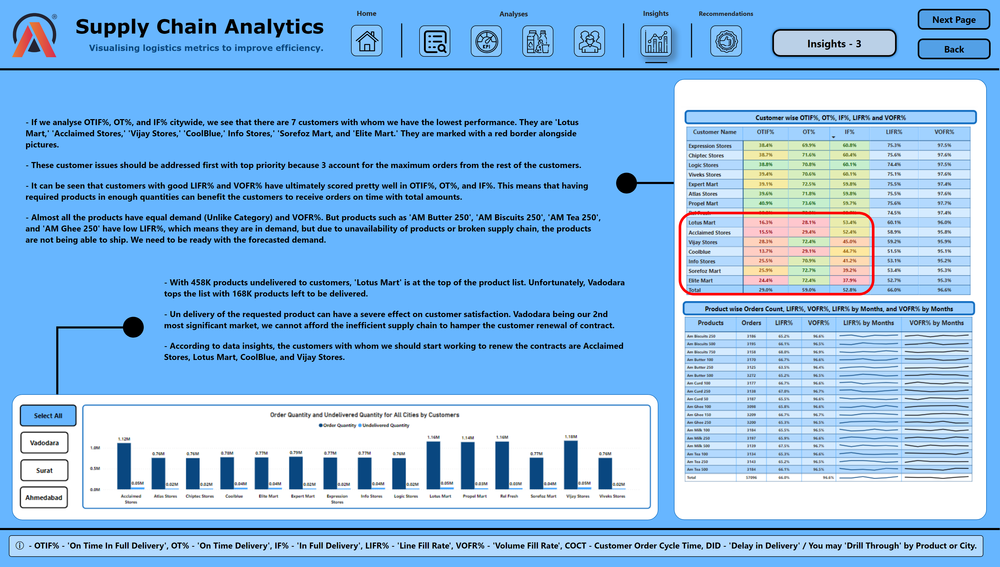 ®
Supply Chain Analytics
Visualising logistics metrics to improve efficiency.
Home
Analyses
KPI
Insights
Recommendations
Insights - 3
Next Page
Back
- If we analyse OTIF%, OT%, and IF% citywide, we see that there are 7 customers with whom we have the lowest performance. They are 'Lotus
Mart,' 'Acclaimed Stores,' 'Vijay Stores,' 'CoolBlue,' Info Stores,' 'Sorefoz Mart, and 'Elite Mart.' They are marked with a red border alongside
pictures.
- These customer issues should be addressed first with top priority because 3 account for the maximum orders from the rest of the customers.
- It can be seen that customers with good LIFR% and VOFR% have ultimately scored pretty well in OTIF%, OT%, and IF%. This means that having
required products in enough quantities can benefit the customers to receive orders on time with total amounts.
- Almost all the products have equal demand (Unlike Category) and VOFR%. But products such as 'AM Butter 250', 'AM Biscuits 250', 'AM Tea 250',
and 'AM Ghee 250' have low LIFR%, which means they are in demand, but due to unavailability of products or broken supply chain, the products
are not being able to ship. We need to be ready with the forecasted demand.
- With 458K products undelivered to customers, 'Lotus Mart' is at the top of the product list. Unfortunately, Vadodara
tops the list with 168K products left to be delivered.
- Un delivery of the requested product can have a severe effect on customer satisfaction. Vadodara being our 2nd
most significant market, we cannot afford the inefficient supply chain to hamper the customer renewal of contract.
- According to data insights, the customers with whom we should start working to renew the contracts are Acclaimed
Stores, Lotus Mart, CoolBlue, and Vijay Stores.
Customer wise OTIF%, OT%, IF%, LIFR% and VOFR%
Customer Name OTIF% OT% IF% LIFR% VOFR%
Expression Stores 38.4% 69.9% 60.8% 75.3% 97.5%
Chiptec Stores 38.7% 71.6% 60.4% 75.6% 97.6%
Logic Stores 38.8% 70.8% 60.1% 74.4% 97.5%
Viveks Stores 39.4% 70.6% 60.1% 75.1% 97.6%
Expert Mart 39.1% 72.5% 59.8% 75.5% 97.4%
Atlas Stores 39.6% 71.8% 59.8% 75.5% 97.6%
Propel Mart 40.9% 73.6% 59.7% 75.6% 97.7%
Rel Fresh 74.5% 97.4%
Lotus Mart 16.3% 28.1% 53.4% 60.1% 96.0%
Acclaimed Stores 15.5% 29.4% 52.4% 58.9% 95.8%
Vijay Stores 28.3% 72.4% 45.0% 59.2% 95.9%
Coolblue 13.7% 29.1% 44.7% 51.5% 95.1%
Info Stores 25.5% 70.9% 41.2% 53.1% 95.2%
Sorefoz Mart 25.9% 72.7% 39.2% 53.4% 95.3%
Elite Mart 24.4% 72.4% 37.9% 52.7% 95.3%
Total 29.0% 59.0% 52.8% 66.0% 96.6%
Product wise Orders Count, LIFR%, VOFR%, LIFR% by Months, and VOFR% by Months
Products Orders LIFR% VOFR% LIFR% by Months VOFR% by Months
Am Biscuits 250 3186 65.2% 96.6%
Am Biscuits 500 3195 66.1% 96.5%
Am Biscuits 750 3158 68.0% 96.9%
Am Butter 100 3170 66.7% 96.6%
Am Butter 250 3125 63.5% 96.4%
Am Butter 500 3272 65.2% 96.5%
Am Curd 100 3177 66.7% 96.6%
Am Curd 250 3138 67.0% 96.7%
Am Curd 50 3187 65.5% 96.6%
Am Ghee 100 3098 65.8% 96.6%
Am Ghee 150 3209 66.7% 96.7%
Am Ghee 250 3200 65.3% 96.5%
Am Milk 100 3184 65.5% 96.5%
Am Milk 250 3197 65.9% 96.6%
Am Milk 500 3139 67.5% 96.7%
Am Tea 100 3134 65.3% 96.6%
Am Tea 250 3143 65.2% 96.5%
Am Tea 500 3184 66.1% 96.5%
Total 57096 66.0% 96.6%
Select All
Vadodara
Surat
Ahmedabad
Order Quantity and Undelivered Quantity for All Cities by Customers
Order Quantity Undelivered Quantity
1.0M
0.5M
0.0M
1.12M 0.76M 0.76M 0.78M 0.77M 0.79M 0.77M 0.77M 0.76M 1.16M 1.14M 1.16M 0.77M 1.18M 0.76M
0.05M 0.02M 0.02M 0.04M 0.04M 0.02M 0.02M 0.04M 0.02M 0.05M 0.03M 0.03M 0.04M 0.05M 0.02M
Acclaimed Stores Atlas Stores Chiptec Stores Coolblue Elite Mart Expert Mart Expression Stores Info Stores Logic Stores Lotus Mart Propel Mart Rel Fresh Sorefoz Mart Vijay Stores Viveks Stores
ⓘ - OTIF% - 'On Time In Full Delivery', OT% - 'On Time Delivery', IF% - 'In Full Delivery', LIFR% - 'Line Fill Rate', VOFR% - 'Volume Fill Rate', COCT - Customer Order Cycle Time, DID - 'Delay in Delivery' / You may 'Drill Through' by Product or City.